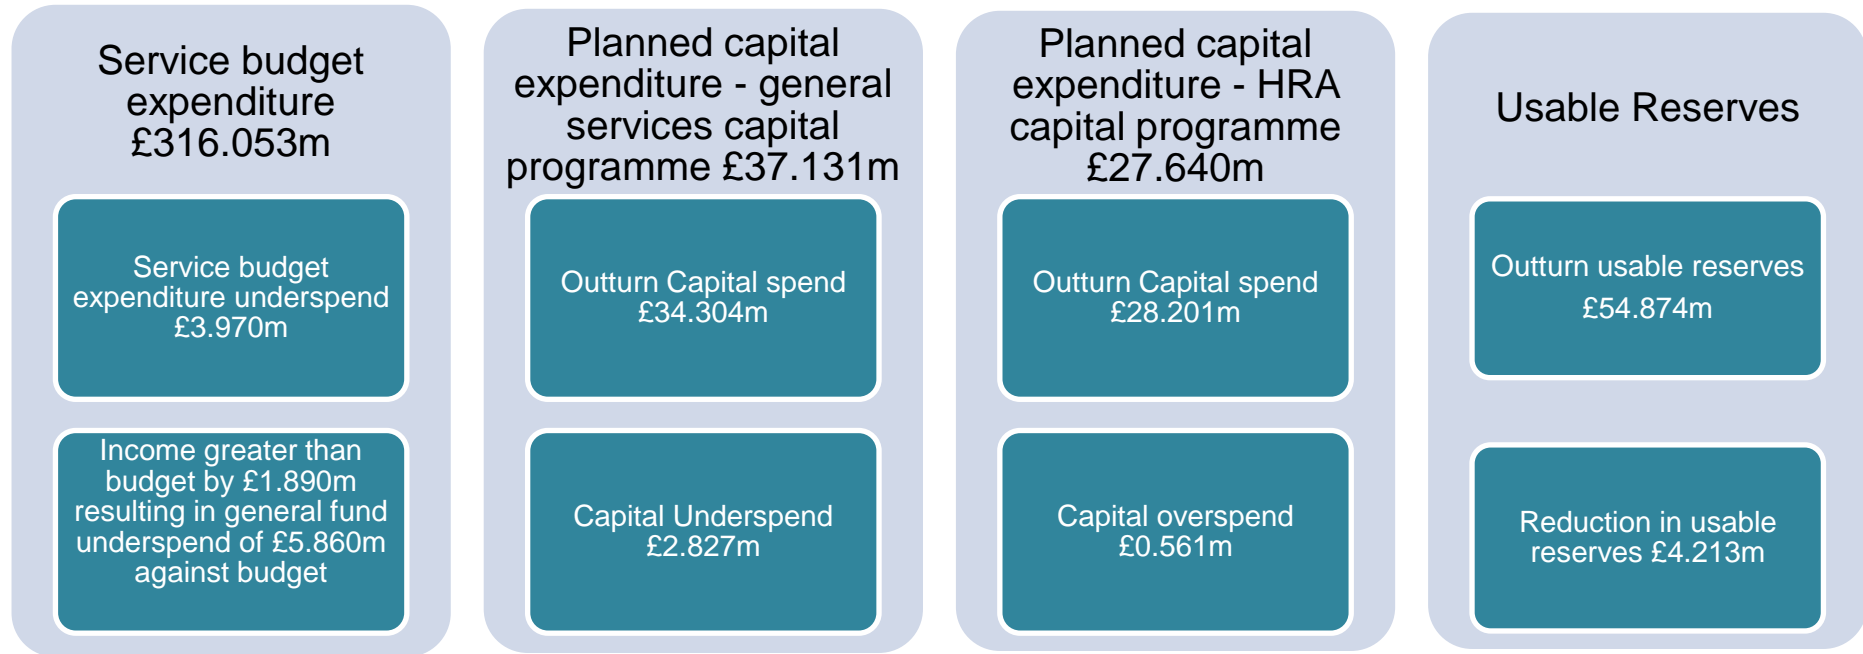 Service budget
expenditure
£316.053m
Service budget
expenditure underspend
£3.970m
Income greater than
budget by £1.890m
resulting in general fund
underspend of £5.860m
against budget
Planned capital
expenditure - general
services capital
programme £37.131m
Outturn Capital spend
£34.304m
Capital Underspend
£2.827m
Planned capital
expenditure - HRA
capital programme
£27.640m
Outturn Capital spend
£28.201m
Capital overspend
£0.561m
Usable Reserves
Outturn usable reserves
£54.874m
Reduction in usable
reserves £4.213m